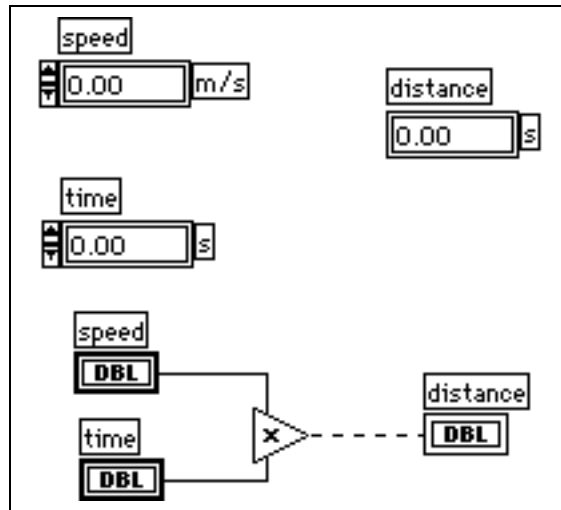 speed
0.00 m/s
distance
0.00 s
time
0.00 s
speed
DBL
distance
DBL
time
DBL
x